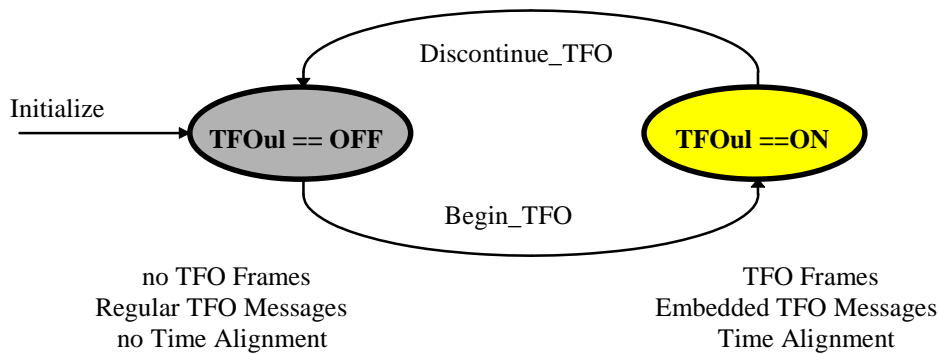 Discontinue_TFO
Initialize
TFOul == OFF
TFOul ==ON
Begin_TFO
no TFO Frames
Regular TFO Messages
no Time Alignment
TFO Frames
Embedded TFO Messages
Time Alignment